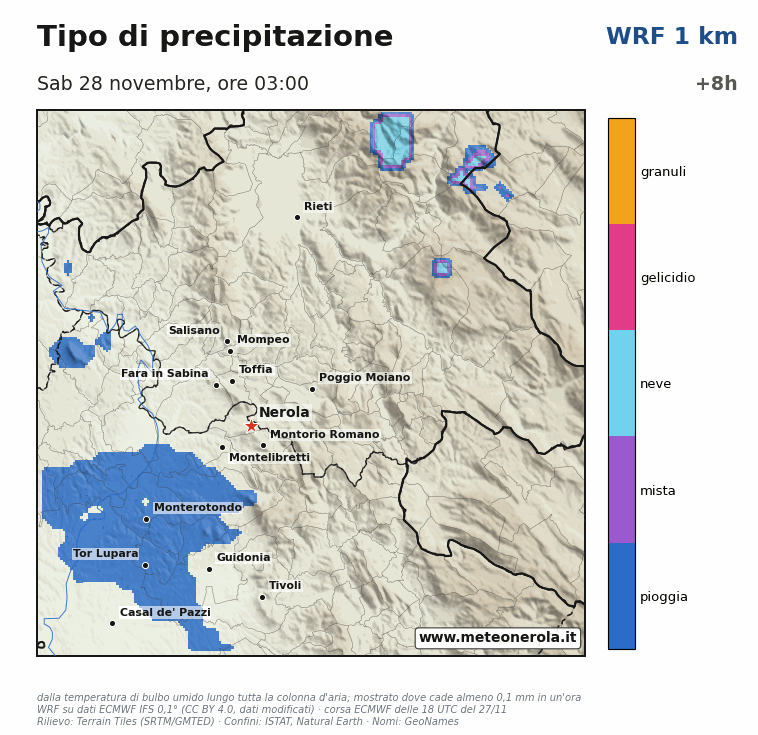 Tipo di precipitazione
WRF 1 km
Sab 28 novembre, ore 03:00
+8h
granuli
gelicidio
neve
mista
pioggia
Rieti
Salisano
Mompeo
Toffia
Fara in Sabina
Poggio Moiano
Nerola
Montorio Romano
Montelibretti
Monterotondo
Tor Lupara
Guidonia
Tivoli
Casal de' Pazzi
www.meteonerola.it
dalla temperatura di bulbo umido lungo tutta la colonna d'aria; mostrato dove cade almeno 0,1 mm in un'ora
WRF su dati ECMWF IFS 0,1° (CC BY 4.0, dati modificati) · corsa ECMWF delle 18 UTC del 27/11
Rilievo: Terrain Tiles (SRTM/GMTED) · Confini: ISTAT, Natural Earth · Nomi: GeoNames